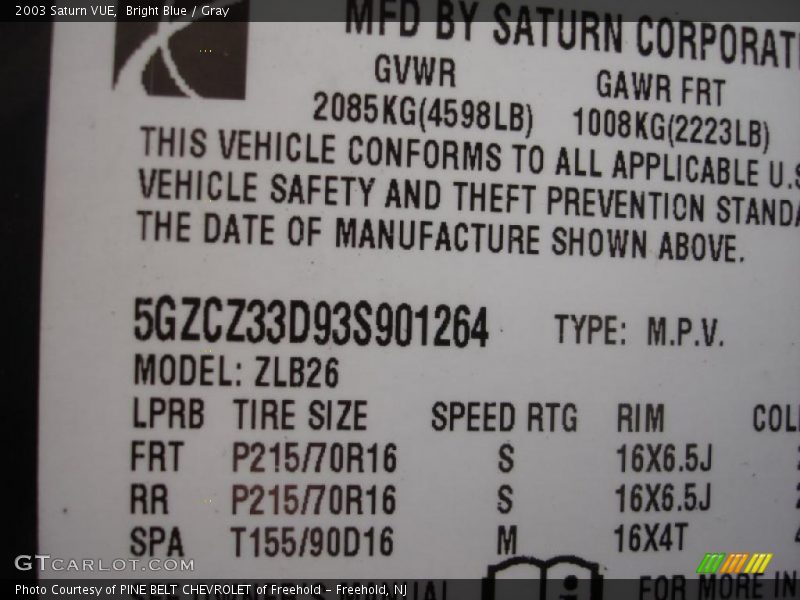 2003 Saturn VUE, Bright Blue / Gray
MFD BY SATURN CORPORATI
GVWR GAWR FRT
2085KG(4598LB) 1008KG(2223LB)
THIS VEHICLE CONFORMS TO ALL APPLICABLE U.S
VEHICLE SAFETY AND THEFT PREVENTION STANDA
THE DATE OF MANUFACTURE SHOWN ABOVE.
5GZCZ33D93S901264 TYPE: M.P.V.
MODEL: ZLB26
LPRB TIRE SIZE SPEED RTG RIM COL
FRT P215/70R16 S 16X6.5J
RR P215/70R16 S 16X6.5J
SPA T155/90D16 M 16X4T
FOR MORE IN
GTCARLOT.COM
Photo Courtesy of PINE BELT CHEVROLET of Freehold – Freehold, NJ